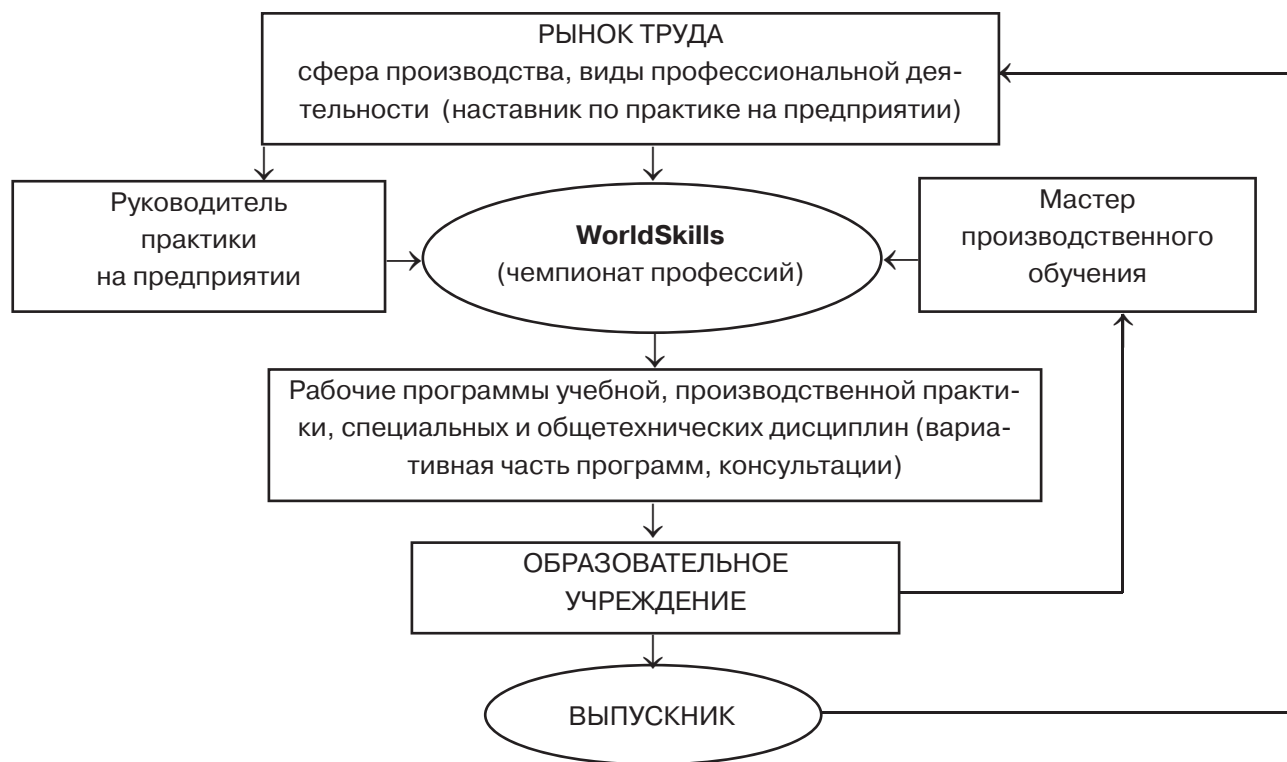 РЫНОК ТРУДА
сфера производства, виды профессиональной дея-
тельности (наставник по практике на предприятии)
Руководитель
практики
на предприятии
WorldSkills
(чемпионат профессий)
Мастер
производственного
обучения
Рабочие программы учебной, производственной практи-
ки, специальных и общетехнических дисциплин (вариа-
тивная часть программ, консультации)
ОБРАЗОВАТЕЛЬНОЕ
УЧРЕЖДЕНИЕ
ВЫПУСКНИК